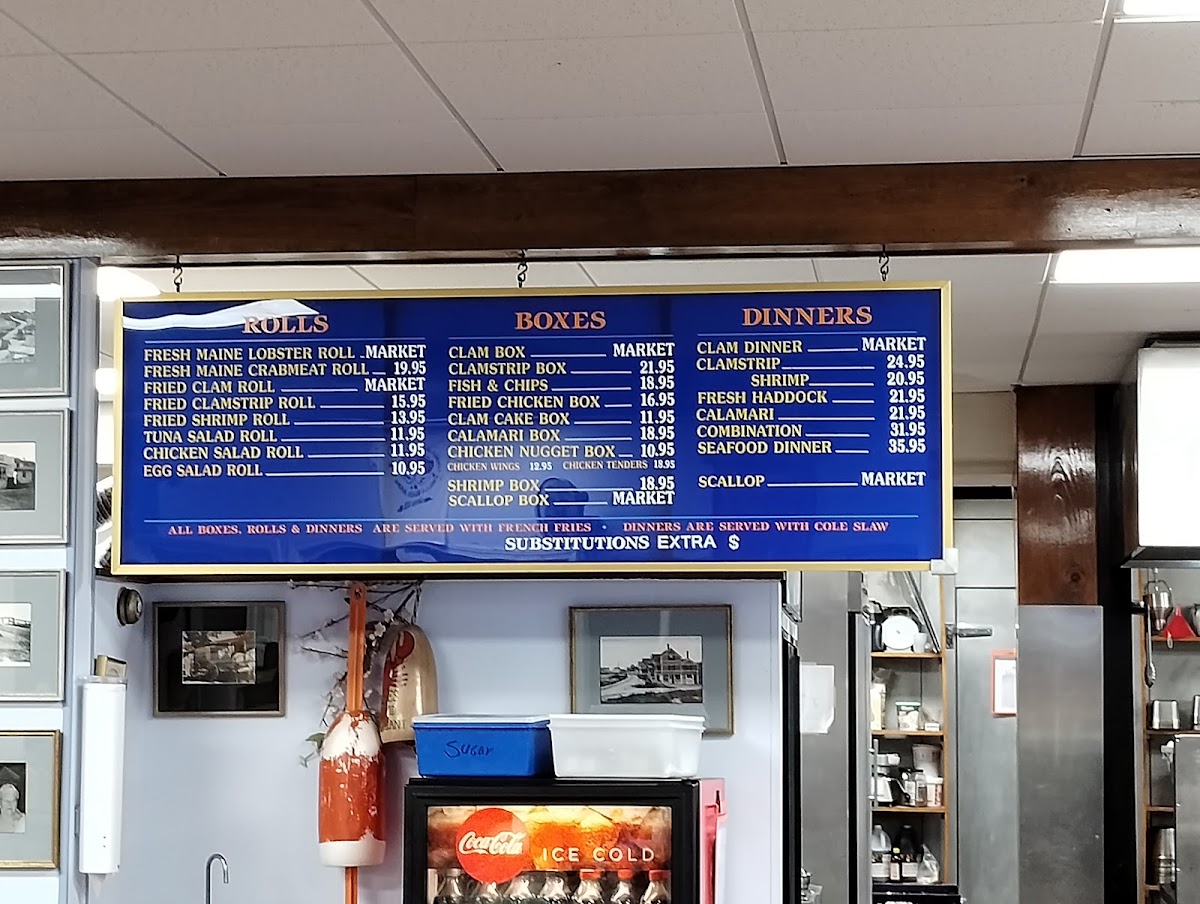 ROLLS
FRESH MAINE LOBSTER ROLL MARKET
FRESH MAINE CRABMEAT ROLL 19.95
FRIED CLAM ROLL MARKET
FRIED CLAMSTRIP ROLL 15.95
FRIED SHRIMP ROLL 13.95
TUNA SALAD ROLL 11.95
CHICKEN SALAD ROLL 11.95
EGG SALAD ROLL 10.95
BOXES
CLAM BOX MARKET
CLAMSTRIP BOX 21.95
FISH & CHIPS 18.95
FRIED CHICKEN BOX 16.95
CLAM CAKE BOX 11.95
CALAMARI BOX 18.95
CHICKEN NUGGET BOX 10.95
CHICKEN WINGS 12.95 CHICKEN TENDERS 18.95
SHRIMP BOX 18.95
SCALLOP BOX MARKET
DINNERS
CLAM DINNER MARKET
CLAMSTRIP 24.95
SHRIMP 20.95
FRESH HADDOCK 21.95
CALAMARI 21.95
COMBINATION 31.95
SEAFOOD DINNER 35.95
SCALLOP MARKET
ALL BOXES, ROLLS & DINNERS ARE SERVED WITH FRENCH FRIES • DINNERS ARE SERVED WITH COLE SLAW
SUBSTITUTIONS EXTRA $
Sugar
Coca-Cola
ICE COLD